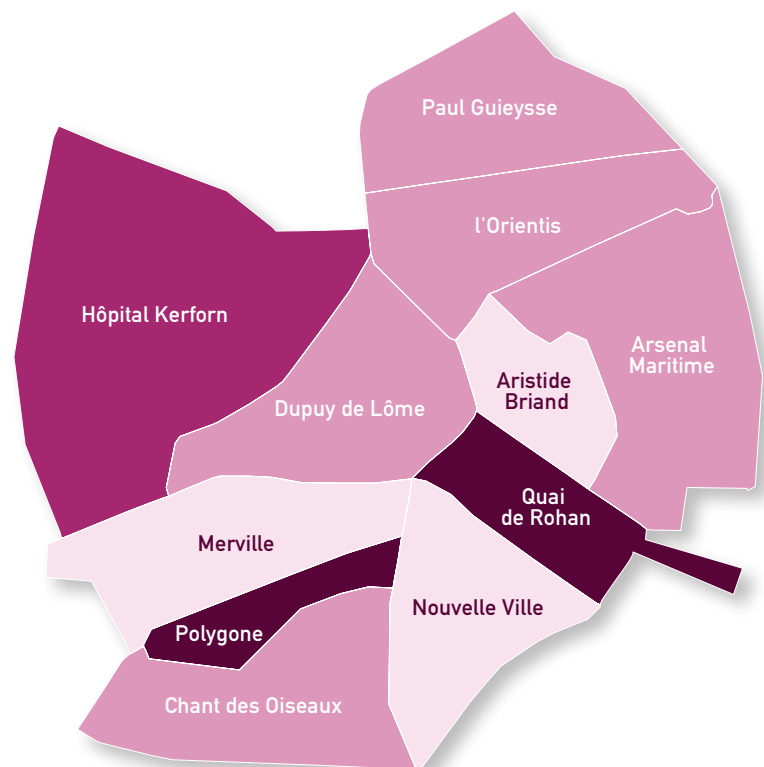 Paul Guieysse
l'Orientis
Hôpital Kerforn
Arsenal
Maritime
Aristide
Briand
Dupuy de Lôme
Quai
de Rohan
Merville
Nouvelle Ville
Polygone
Chant des Oiseaux